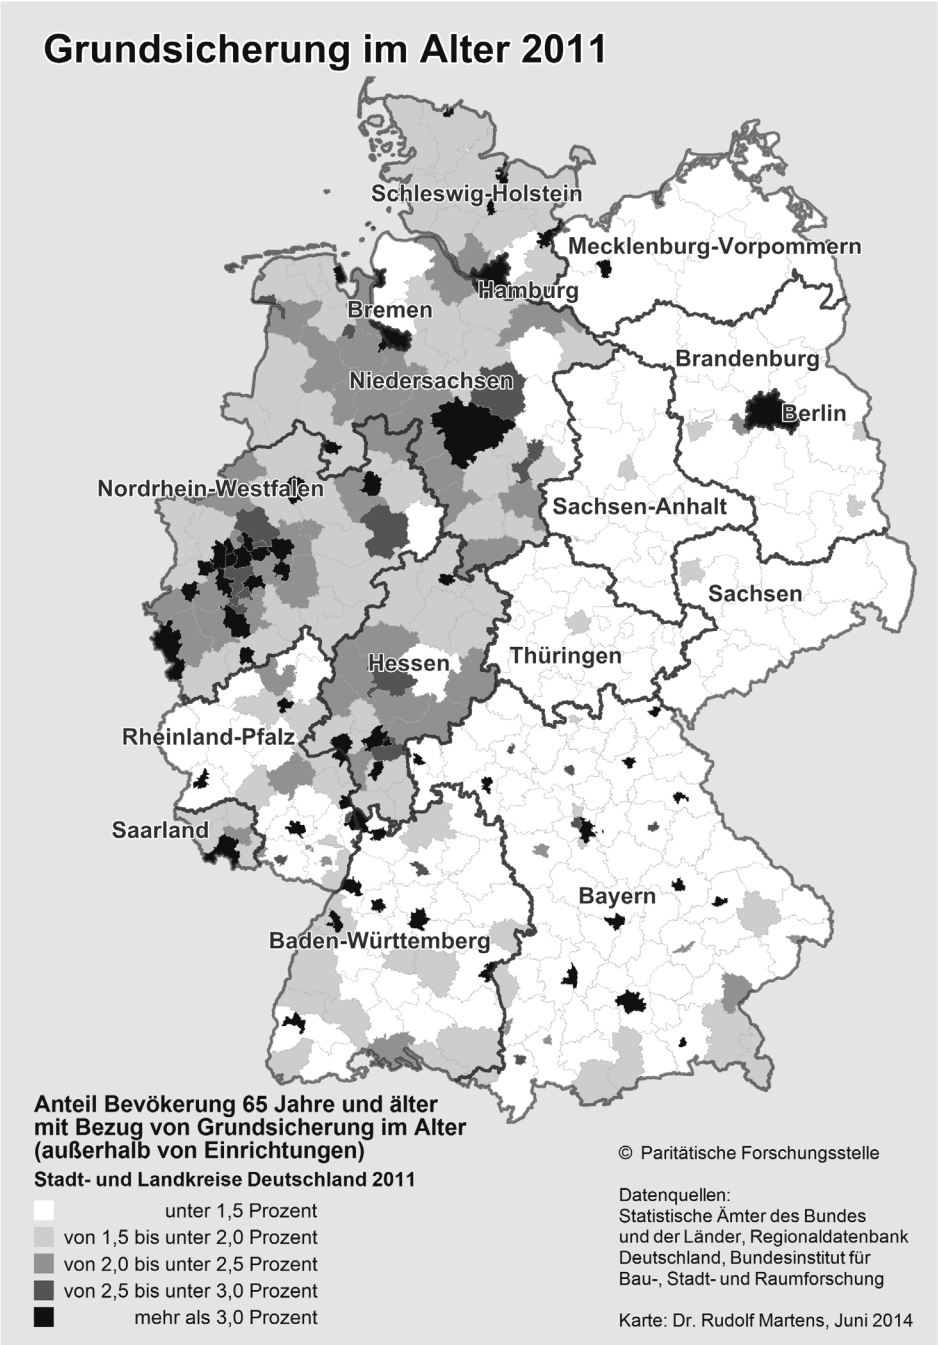 Grundsicherung im Alter 2011
Schleswig-Holstein
Mecklenburg-Vorpommern
Hamburg
Bremen
Brandenburg
Niedersachsen
Berlin
Nordrhein-Westfalen
Sachsen-Anhalt
Sachsen
Thüringen
Hessen
Rheinland-Pfalz
Saarland
Bayern
Baden-Württemberg
Anteil Bevökerung 65 Jahre und älter
mit Bezug von Grundsicherung im Alter
(außerhalb von Einrichtungen)
Stadt- und Landkreise Deutschland 2011
unter 1,5 Prozent
von 1,5 bis unter 2,0 Prozent
von 2,0 bis unter 2,5 Prozent
von 2,5 bis unter 3,0 Prozent
mehr als 3,0 Prozent
© Paritätische Forschungsstelle
Datenquellen:
Statistische Ämter des Bundes
und der Länder, Regionaldatenbank
Deutschland, Bundesinstitut für
Bau-, Stadt- und Raumforschung
Karte: Dr. Rudolf Martens, Juni 2014